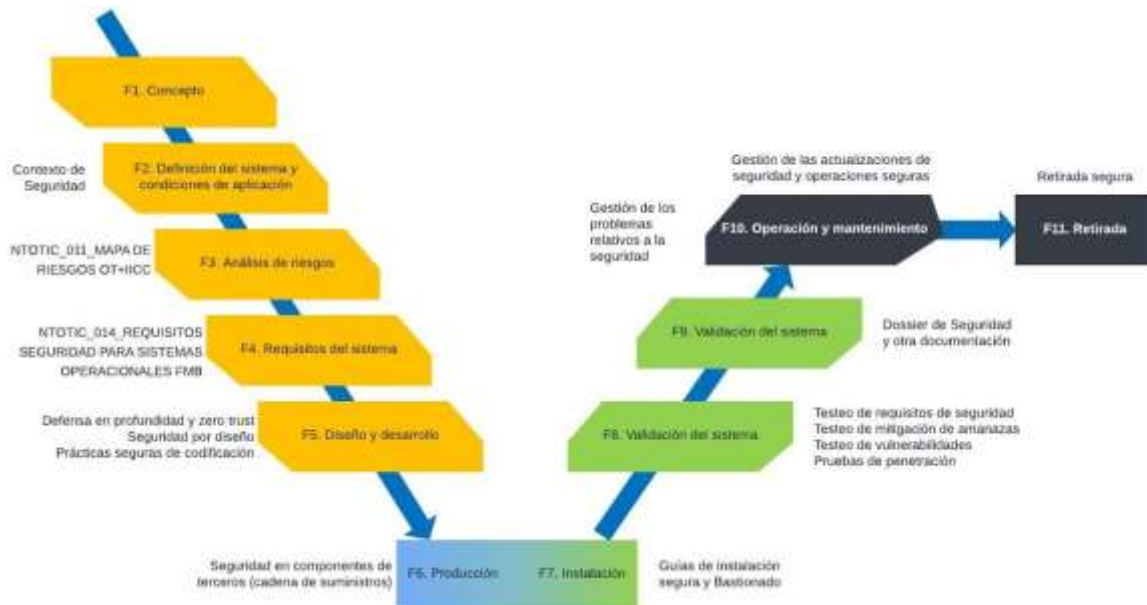 F1. Concepto
Contexto de
Seguridad
F2. Definición del sistema y
condiciones de aplicación
NTOTIC_011_MAPA DE
RIESGOS OT+IICC
F3. Análisis de riesgos
NTOTIC_014_REQUISITOS
SEGURIDAD PARA SISTEMAS
OPERACIONALES FMB
F4. Requisitos del sistema
Defensa en profundidad y zero trust
Seguridad por diseño
Prácticas seguras de codificación
F5. Diseño y desarrollo
Seguridad en componentes de
terceros (cadena de suministros)
F6. Producción
F7. Instalación
Guías de instalación
segura y Bastionado
F8. Validación del sistema
Testeo de requisitos de seguridad
Testeo de mitigación de amanazas
Testeo de vulnerabilidades
Pruebas de penetración
F9. Validación del sistema
Dossier de Seguridad
y otra documentación
Gestión de los
problemas
relativos a la
seguridad
Gestión de las actualizaciones de
seguridad y operaciones seguras
F10. Operación y mantenimiento
Retirada segura
F11. Retirada